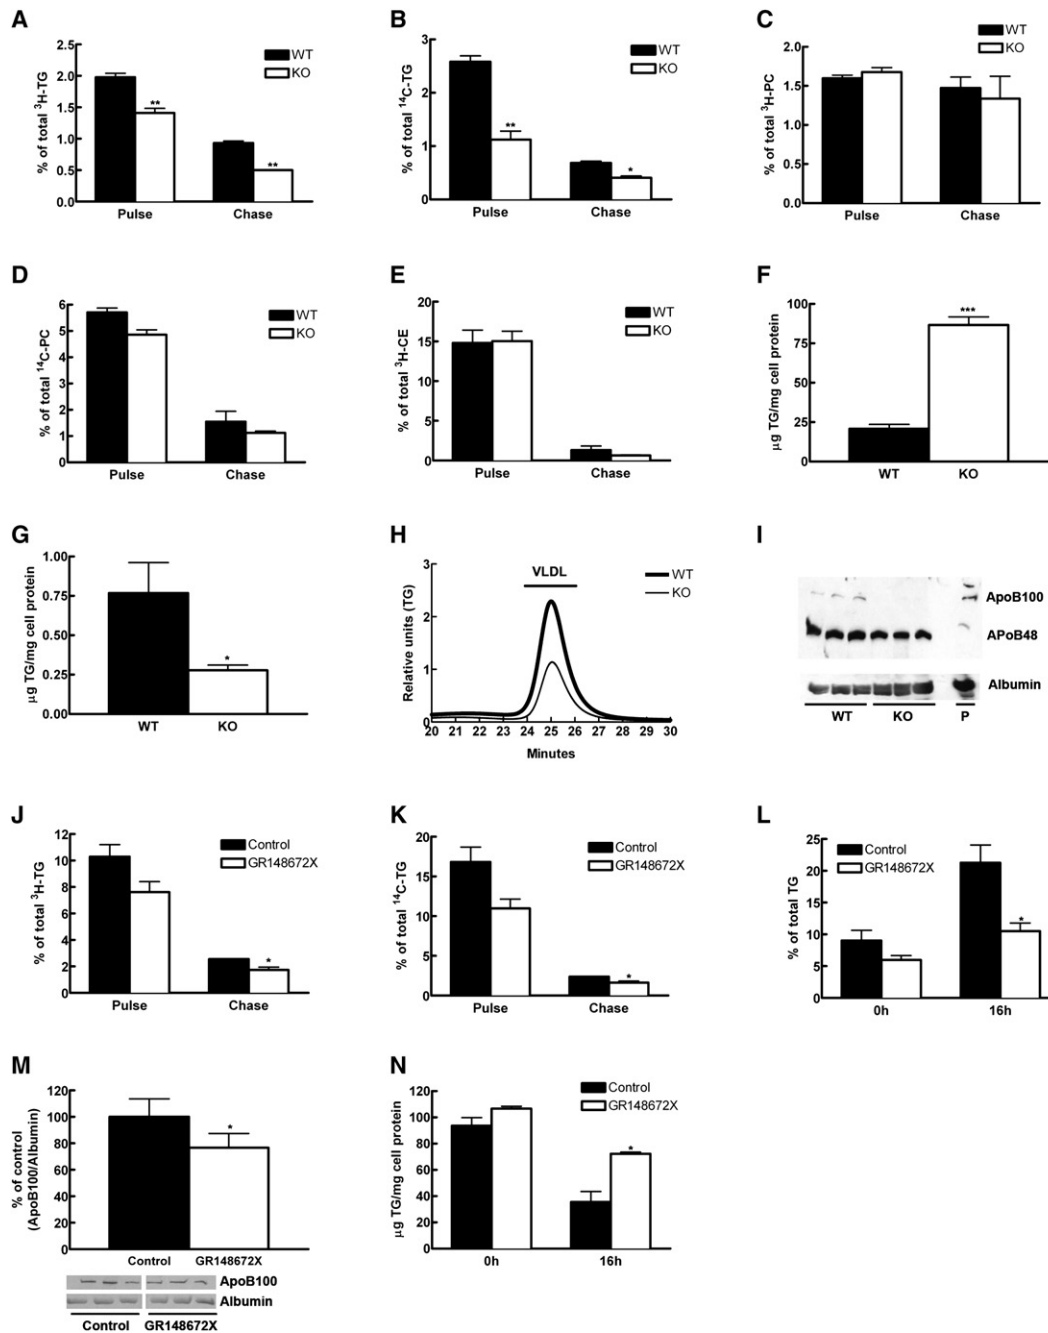 A
% of total ³H-TG
2.5
2.0
1.5
1.0
0.5
0.0
WT
KO
**
**
Pulse Chase
B
% of total ¹⁴C-TG
3
2
1
0
WT
KO
**
*
Pulse Chase
C
% of total ³H-PC
2.0
1.5
1.0
0.5
0.0
WT
KO
Pulse Chase
D
% of total ¹⁴C-PC
6
5
4
3
2
1
0
WT
KO
Pulse Chase
E
% of total ³H-CE
20
15
10
5
0
WT
KO
Pulse Chase
F
µg TG/mg cell protein
100
75
50
25
0
***
WT KO
G
µg TG/mg cell protein
1.00
0.75
0.50
0.25
0.00
*
WT KO
H
Relative units (TG)
3
2
1
0
VLDL
WT
KO
20 21 22 23 24 25 26 27 28 29 30
Minutes
I
ApoB100
APoB48
Albumin
WT KO P
J
% of total ³H-TG
12
10
8
6
4
2
0
Control
GR148672X
*
Pulse Chase
K
% of total ¹⁴C-TG
20
15
10
5
0
Control
GR148672X
*
Pulse Chase
L
% of total TG
25
20
15
10
5
0
Control
GR148672X
*
0h 16h
M
% of control
(ApoB100/Albumin)
120
100
80
60
40
20
0
*
Control GR148672X
ApoB100
Albumin
Control GR148672X
N
µg TG/mg cell protein
120
100
80
60
40
20
0
Control
GR148672X
*
0h 16h